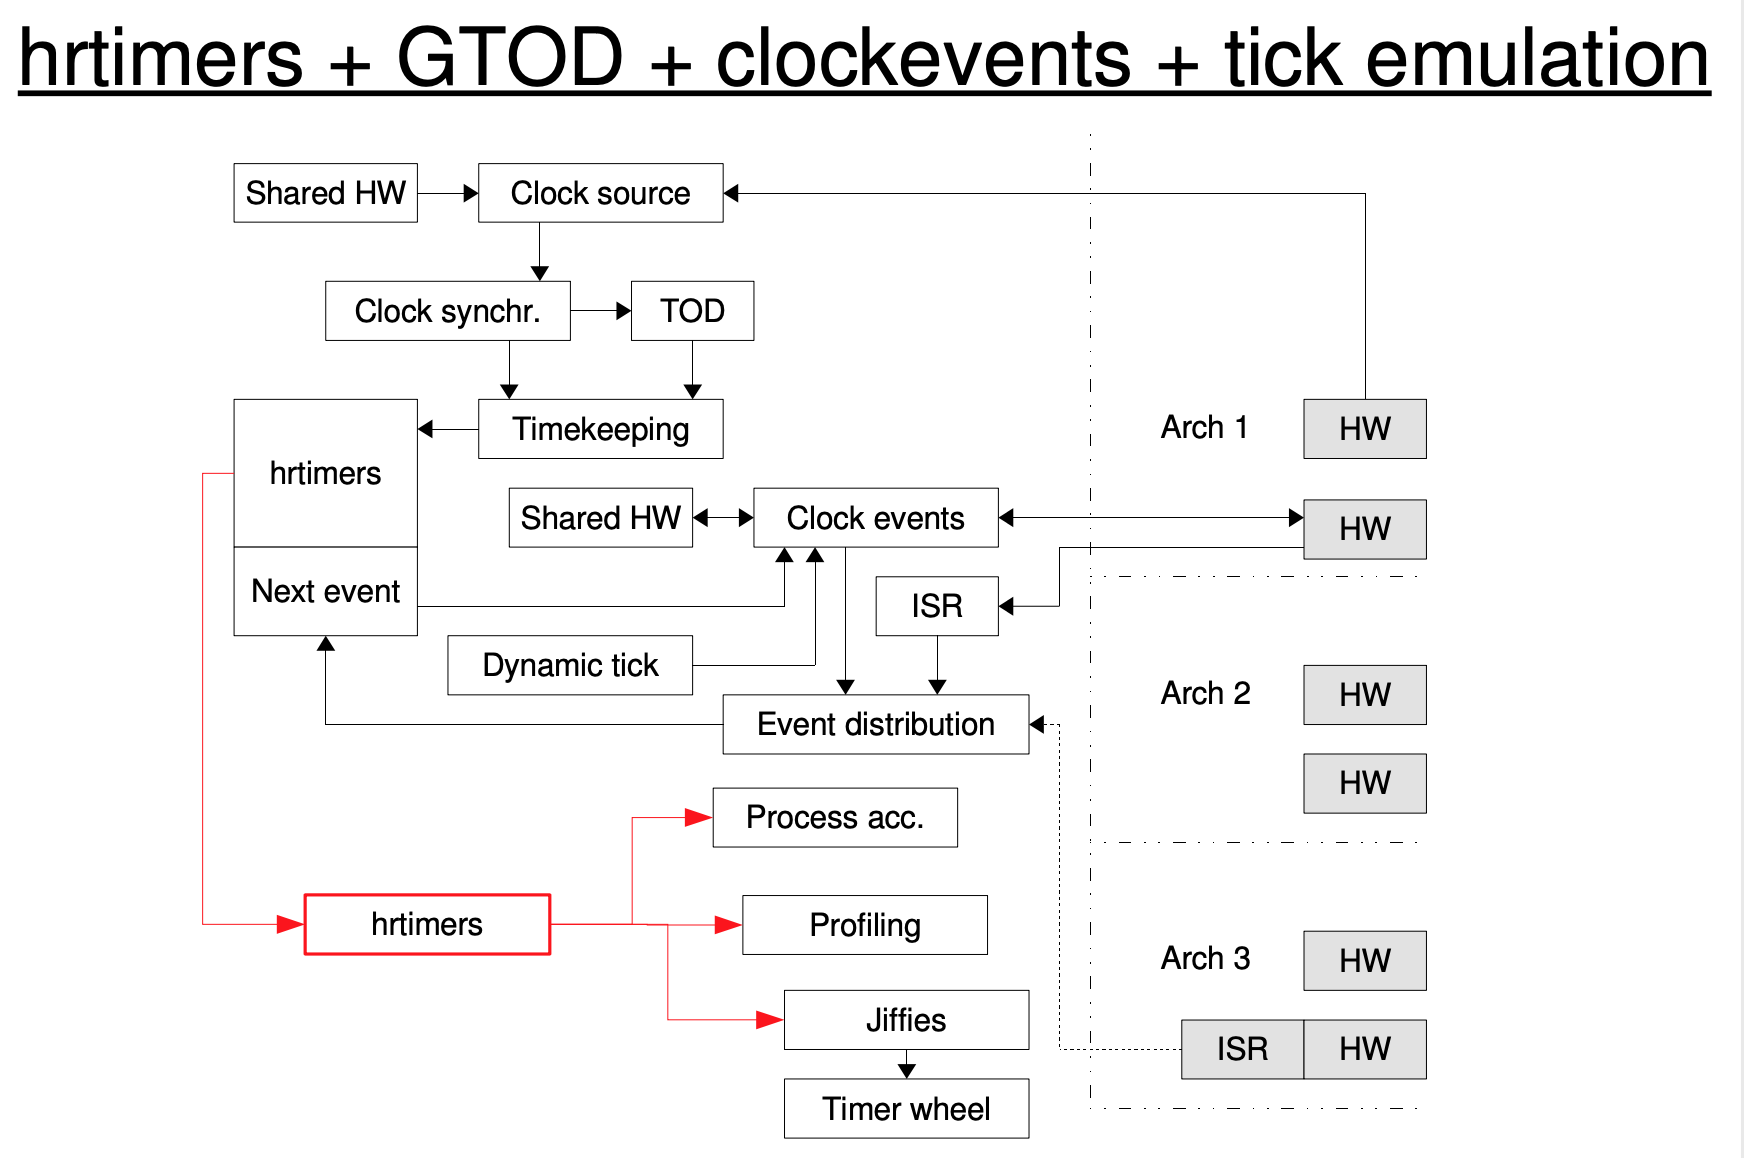 hrtimers + GTOD + clockevents + tick emulation
Shared HW
Clock source
Clock synchr.
TOD
Timekeeping
Arch 1
HW
hrtimers
Shared HW
Clock events
HW
Next event
ISR
Dynamic tick
Arch 2
HW
Event distribution
HW
Process acc.
hrtimers
Profiling
Arch 3
HW
Jiffies
ISR
HW
Timer wheel